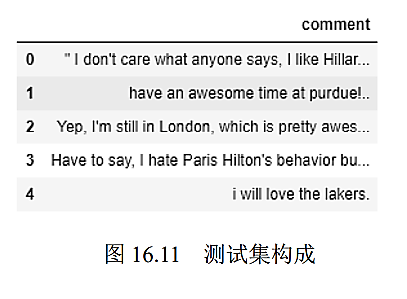 comment
0 " I don't care what anyone says, I like Hillar...
1 have an awesome time at purdue!..
2 Yep, I'm still in London, which is pretty awes...
3 Have to say, I hate Paris Hilton's behavior bu...
4 i will love the lakers.
图 16.11 测试集构成